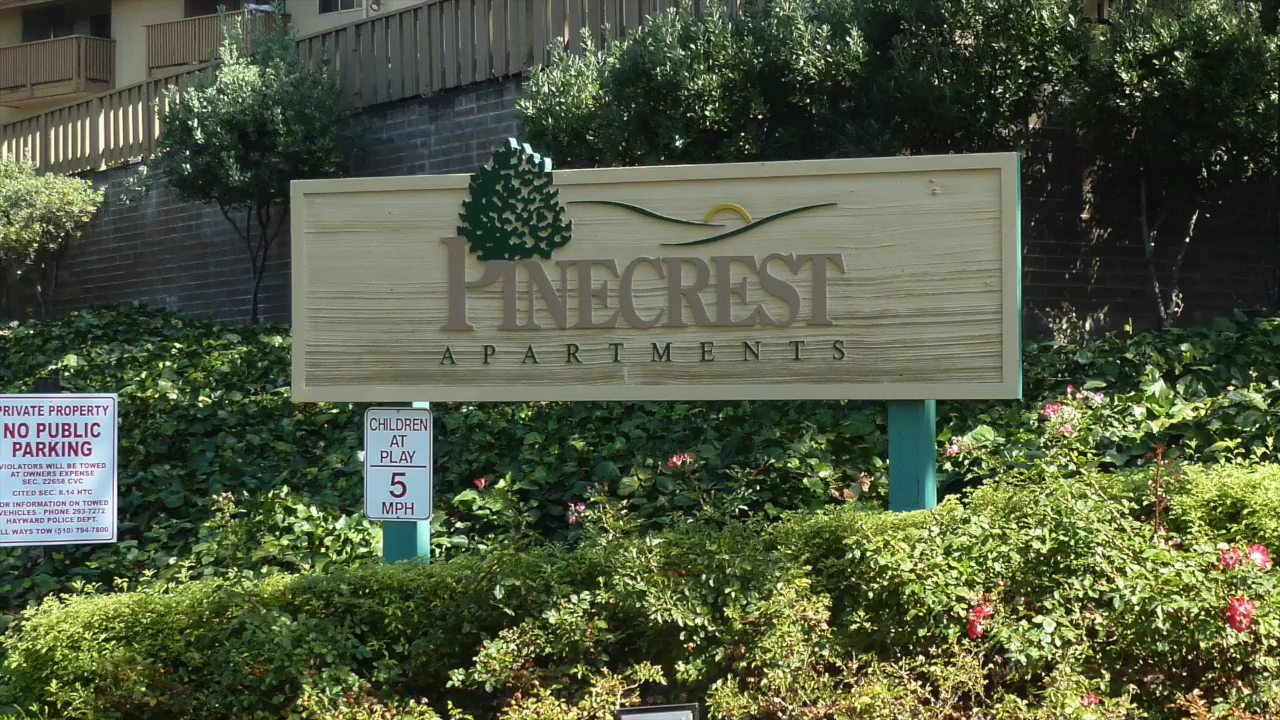 PINECREST
APARTMENTS
PRIVATE PROPERTY
NO PUBLIC
PARKING
VIOLATORS WILL BE TOWED
AT OWNERS EXPENSE
SEC. 22658 CVC
CITED SEC. 8.14 HTC
FOR INFORMATION ON TOWED
VEHICLES - PHONE 293-7272
HAYWARD POLICE DEPT.
ALL WAYS TOW (510) 794-7800
CHILDREN
AT
PLAY
5
MPH